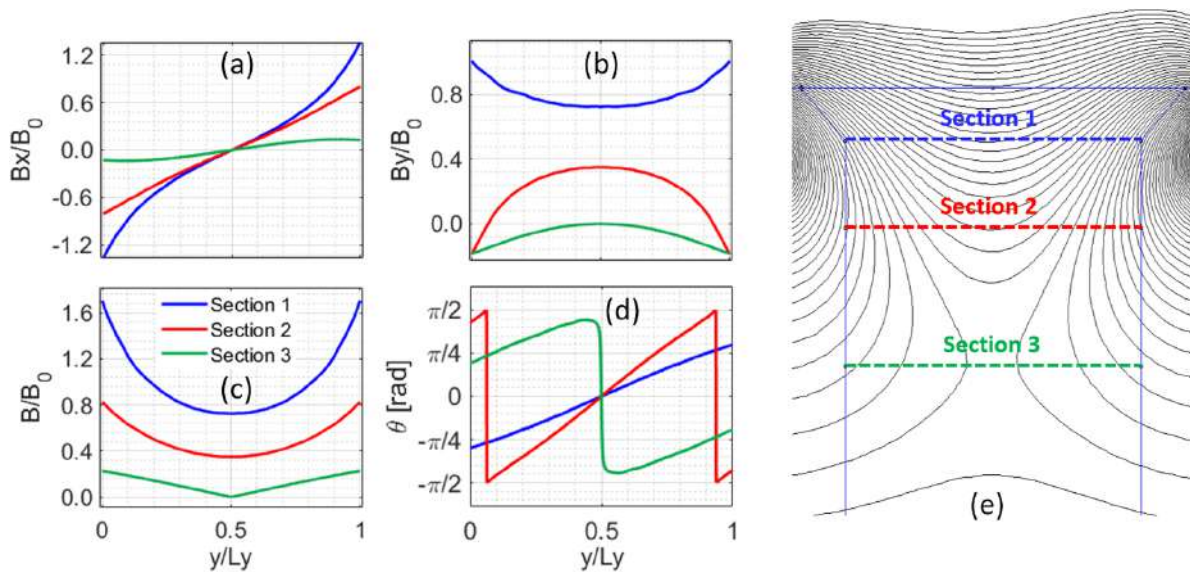 (a)
Bx/B0
1.2
0.6
0.0
-0.6
-1.2
(b)
By/B0
0.8
0.4
0.0
(c)
B/B0
1.6
1.2
0.8
0.4
0.0
Section 1
Section 2
Section 3
0 0.5 1
y/Ly
(d)
θ [rad]
π/2
π/4
0
-π/4
-π/2
0 0.5 1
y/Ly
Section 1
Section 2
Section 3
(e)